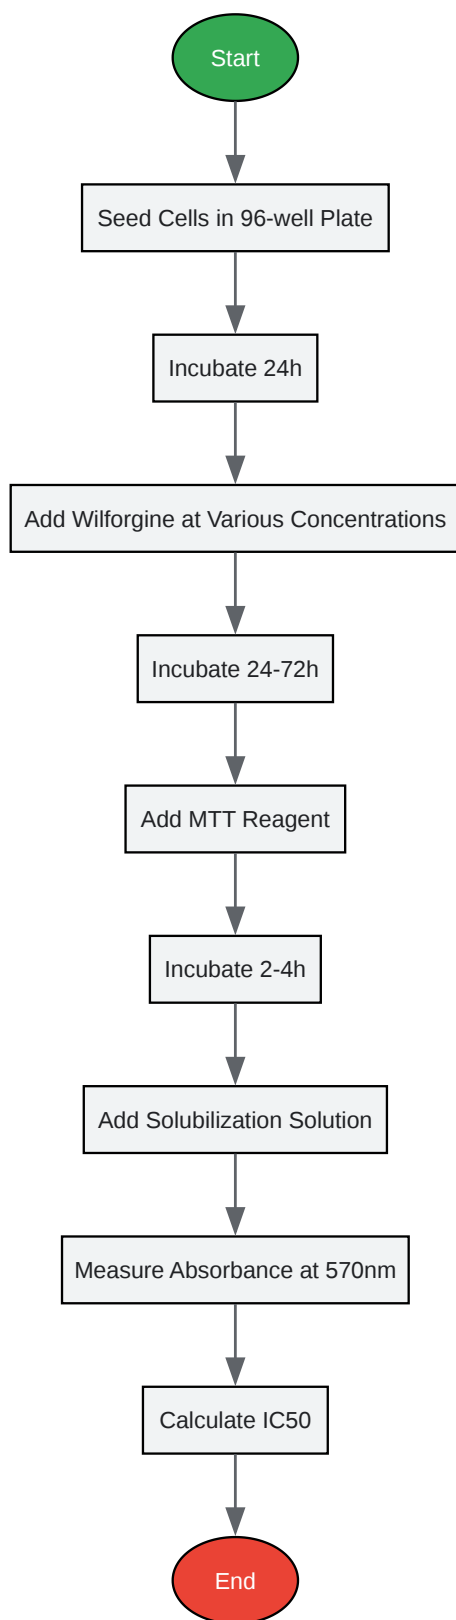 Start
Seed Cells in 96-well Plate
Incubate 24h
Add Wilforgine at Various Concentrations
Incubate 24-72h
Add MTT Reagent
Incubate 2-4h
Add Solubilization Solution
Measure Absorbance at 570nm
Calculate IC50
End